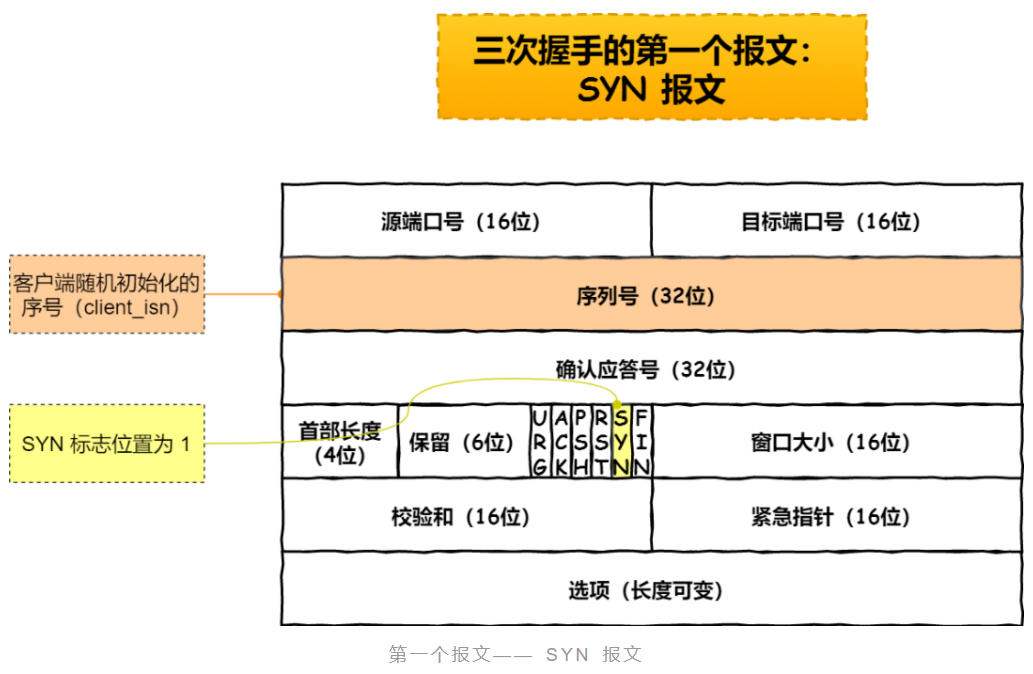 三次握手的第一个报文：
SYN 报文
源端口号（16位）
目标端口号（16位）
客户端随机初始化的
序号（client_isn）
序列号（32位）
确认应答号（32位）
SYN 标志位置为 1
首部长度
（4位）
保留（6位）
URG
ACK
PSH
RST
SYN
FIN
窗口大小（16位）
校验和（16位）
紧急指针（16位）
选项（长度可变）
第一个报文—— SYN 报文